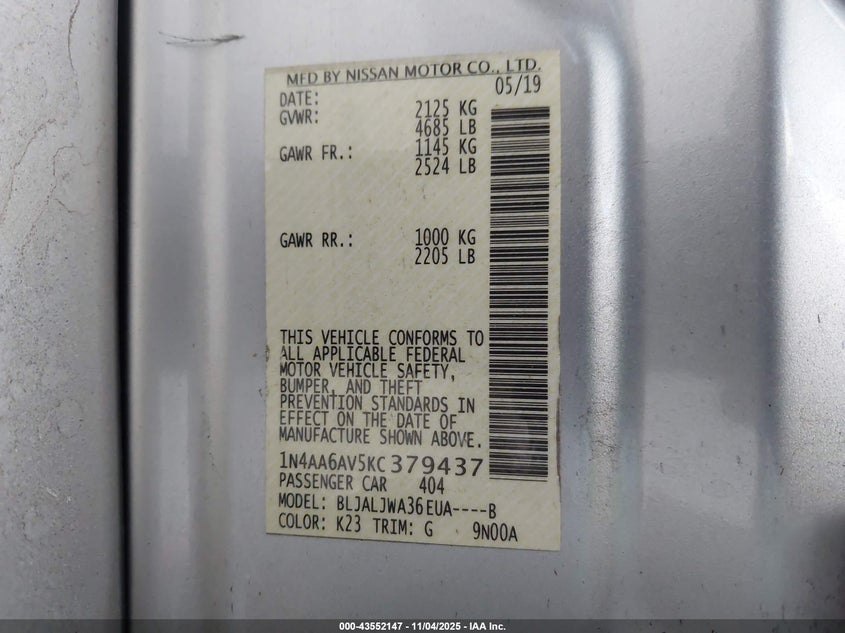 MFD BY NISSAN MOTOR CO., LTD.
DATE: 05/19
GVWR: 2125 KG
4685 LB
GAWR FR.: 1145 KG
2524 LB
GAWR RR.: 1000 KG
2205 LB
THIS VEHICLE CONFORMS TO
ALL APPLICABLE FEDERAL
MOTOR VEHICLE SAFETY,
BUMPER, AND THEFT
PREVENTION STANDARDS IN
EFFECT ON THE DATE OF
MANUFACTURE SHOWN ABOVE.
1N4AA6AV5KC379437
PASSENGER CAR 404
MODEL: BLJALJWA36EUA----B
COLOR: K23 TRIM: G 9N00A
000-43552147 - 11/04/2025 - IAA Inc.